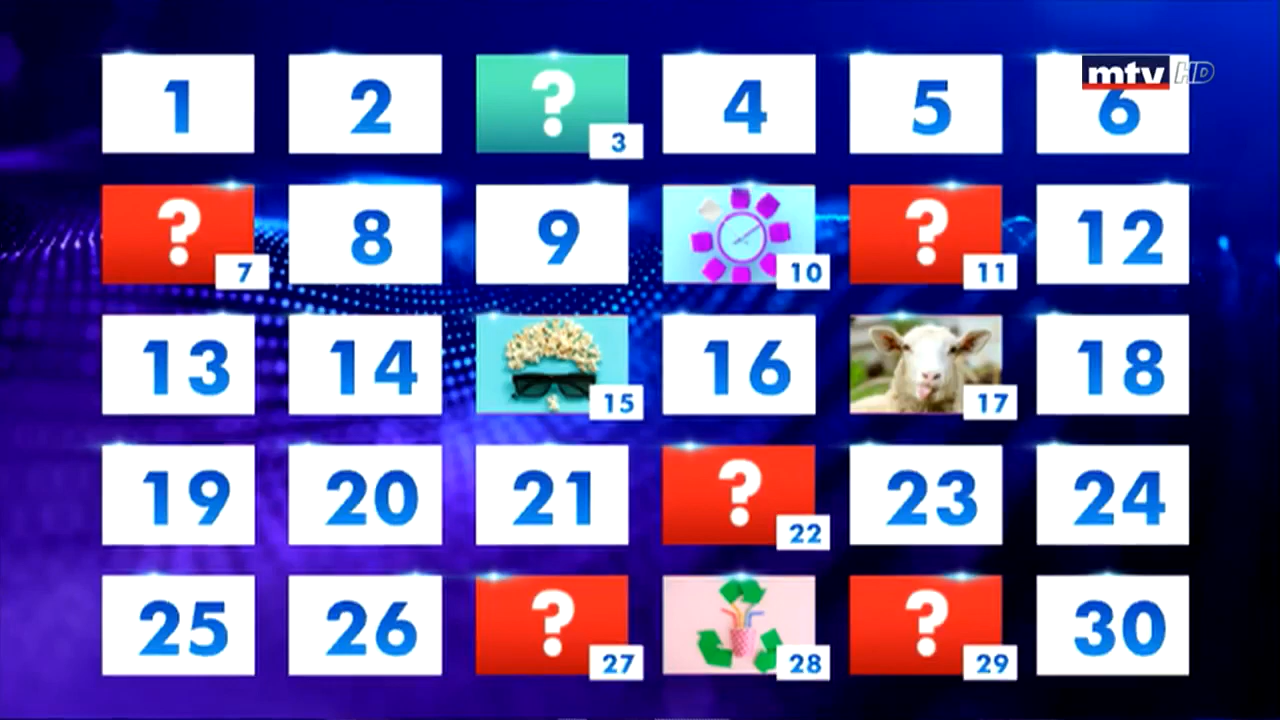 1 2 ? 4 5 6
3
mtv HD
? 8 9 ? 12
7 10 11
13 14 16 18
15 17
19 20 21 ? 23 24
22
25 26 ? ? 30
27 28 29